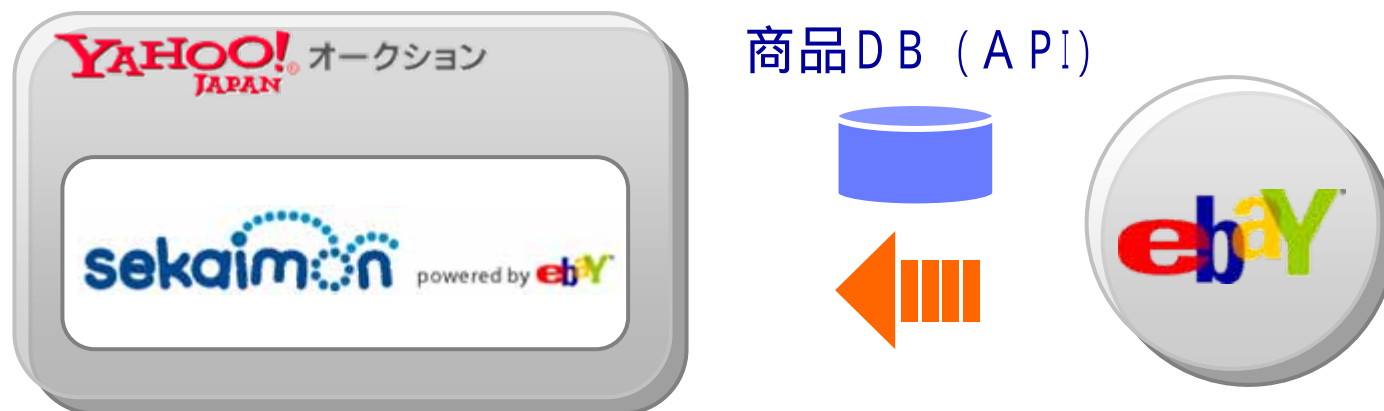 YAHOO! オークション
JAPAN
商品DB（API）
sekaimon powered by ebY
ebaY